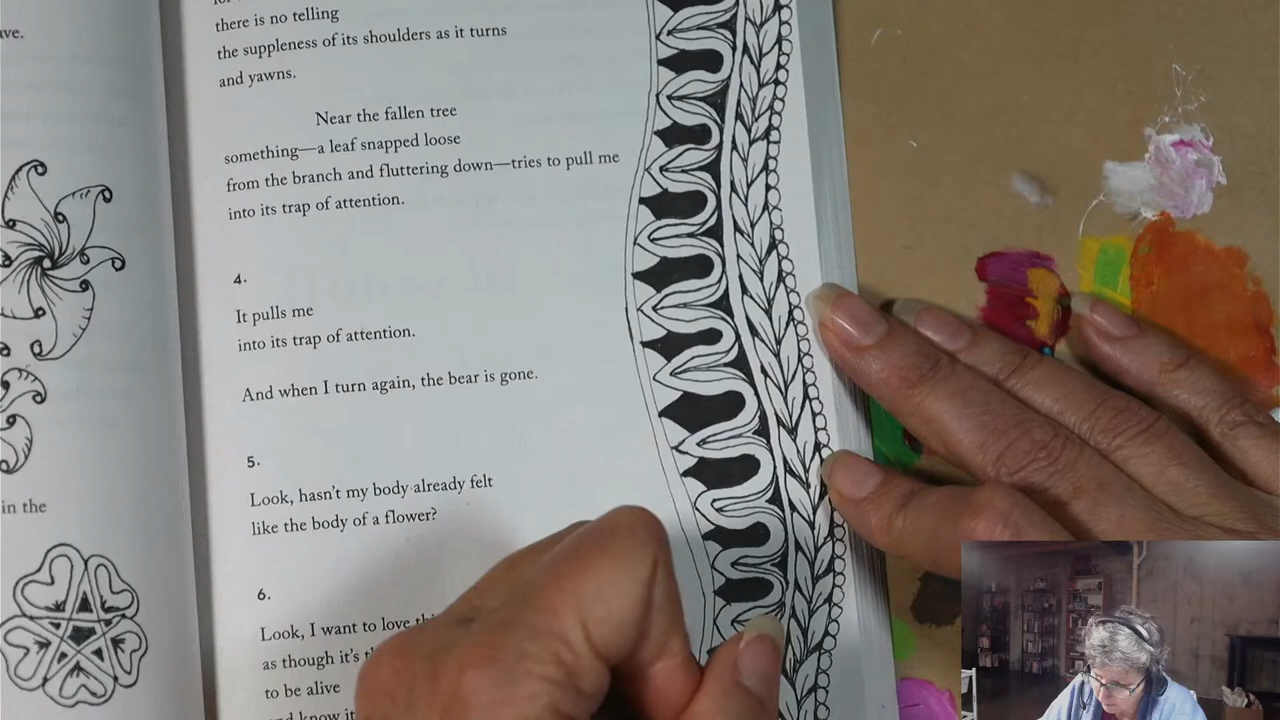 ave.
in the
there is no telling
the suppleness of its shoulders as it turns
and yawns.
Near the fallen tree
something—a leaf snapped loose
from the branch and fluttering down—tries to pull me
into its trap of attention.
4.
It pulls me
into its trap of attention.
And when I turn again, the bear is gone.
5.
Look, hasn't my body already felt
like the body of a flower?
6.
Look, I want to love
as though it's
to be alive
know it